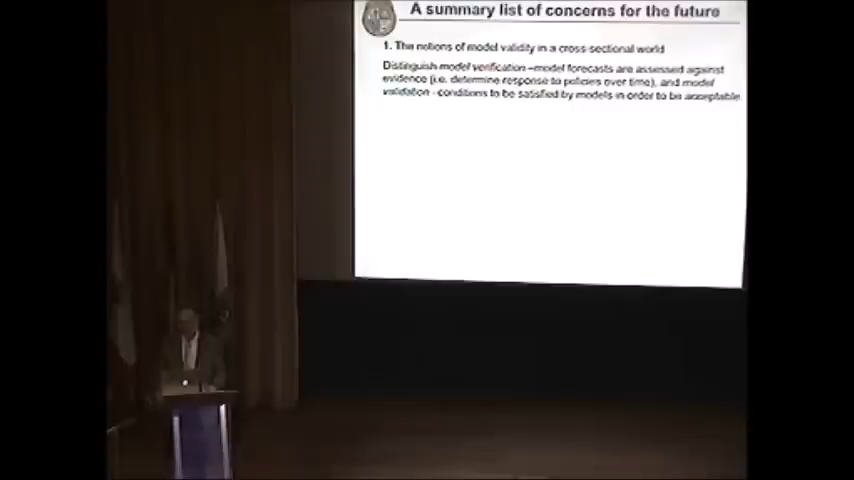 A summary list of concerns for the future
1. The notions of model validity in a cross-sectional world
Distinguish model verification –model forecasts are assessed against
evidence (i.e. determine response to policies over time), and model
validation - conditions to be satisfied by models in order to be acceptable